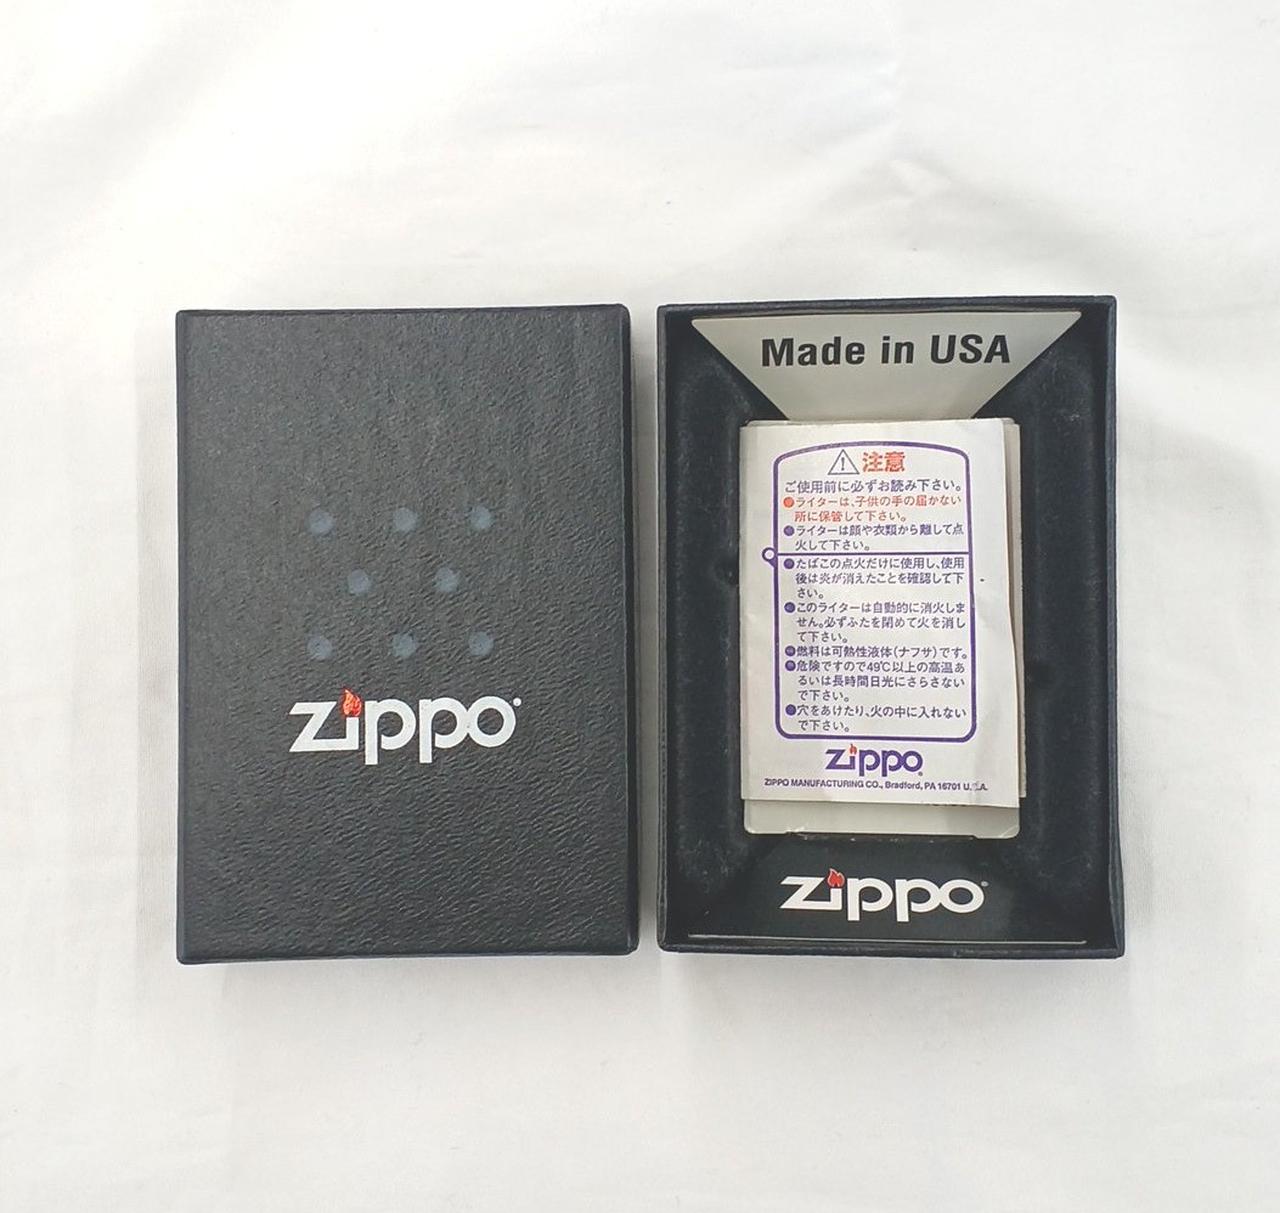 zippo
Made in USA
注意
ご使用前に必ずお読み下さい。
●ライターは、子供の手の届かない
所に保管して下さい。
●ライターは顔や衣類から離して点
火して下さい。
●たばこの点火だけに使用し、使用
後は炎が消えたことを確認して下
さい。
●このライターは自動的に消火しま
せん。必ずふたを閉めて火を消し
て下さい。
●燃料は可熱性液体(ナフサ)です。
●危険ですので49℃以上の高温あ
るいは長時間日光にさらさない
で下さい。
●穴をあけたり、火の中に入れない
で下さい。
zippo
ZIPPO MANUFACTURING CO., Bradford, PA 16701 U.S.A.
zippo